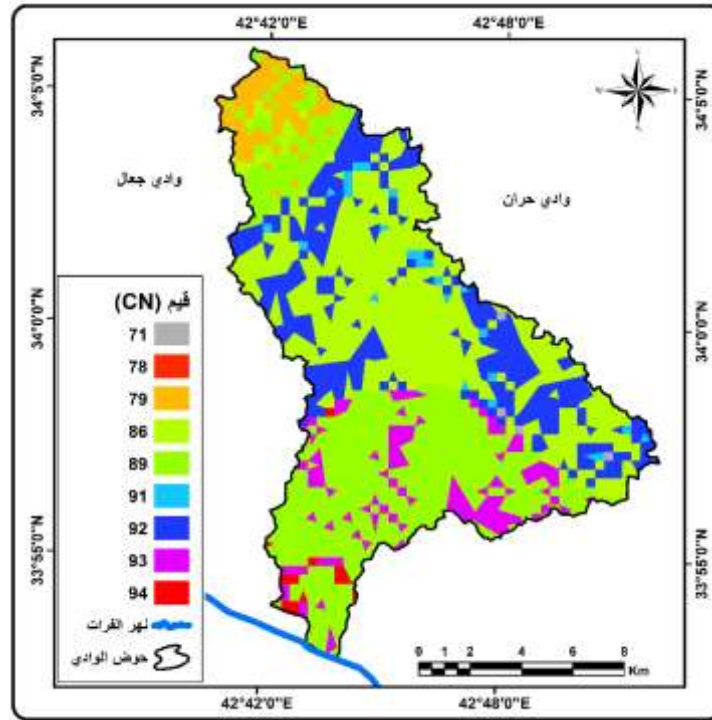 42°42'0"E
42°48'0"E
34°5'0"N
34°5'0"N
وادي جعال
وادي حران
34°0'0"N
34°0'0"N
قيم (CN)
71
78
79
86
89
91
92
93
94
نهر الفرات
حوض الوادي
33°55'0"N
33°55'0"N
0 1 2 4 6 8
Km
42°42'0"E
42°48'0"E